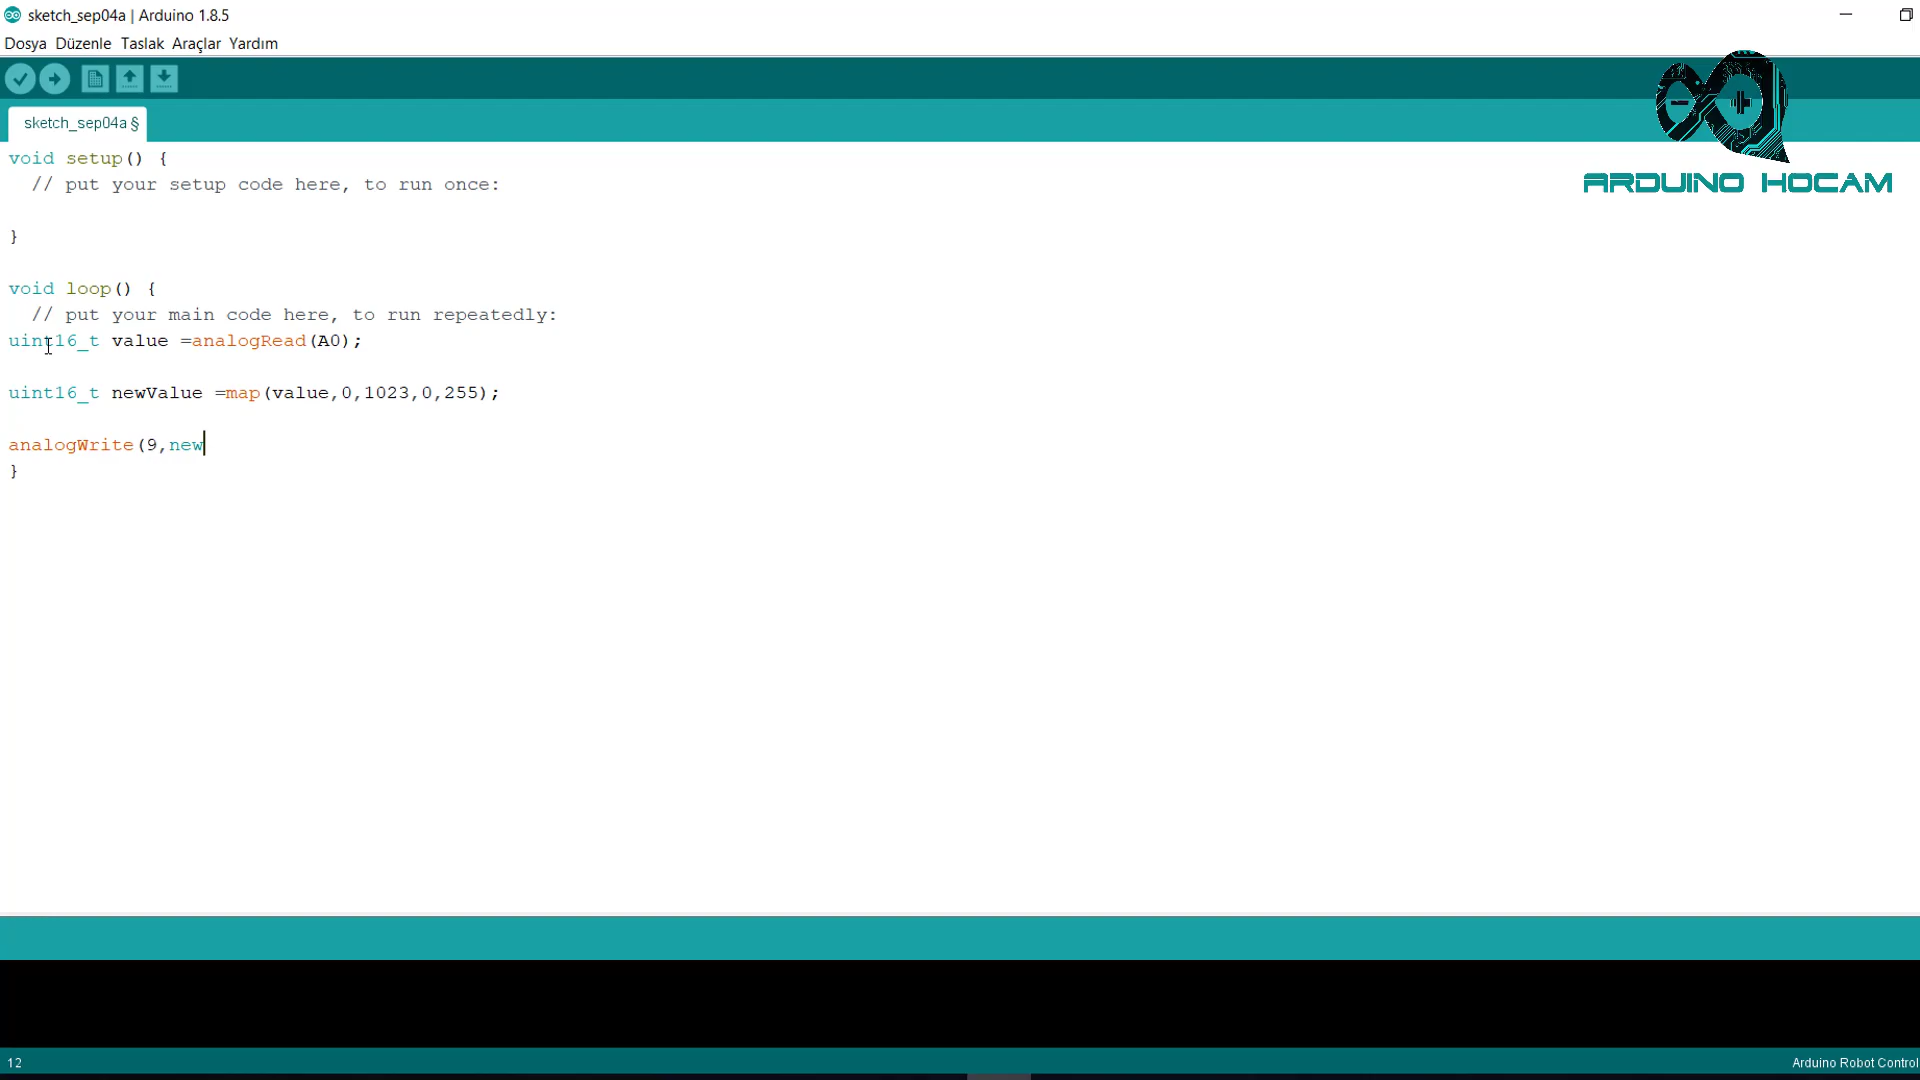 sketch_sep04a | Arduino 1.8.5
Dosya Düzenle Taslak Araçlar Yardım
ARDUINO HOCAM
sketch_sep04a §
void setup() {
  // put your setup code here, to run once:
}
void loop() {
  // put your main code here, to run repeatedly:
uint16_t value =analogRead(A0);
uint16_t newValue =map(value,0,1023,0,255);
analogWrite(9,new
}
12
Arduino Robot Control